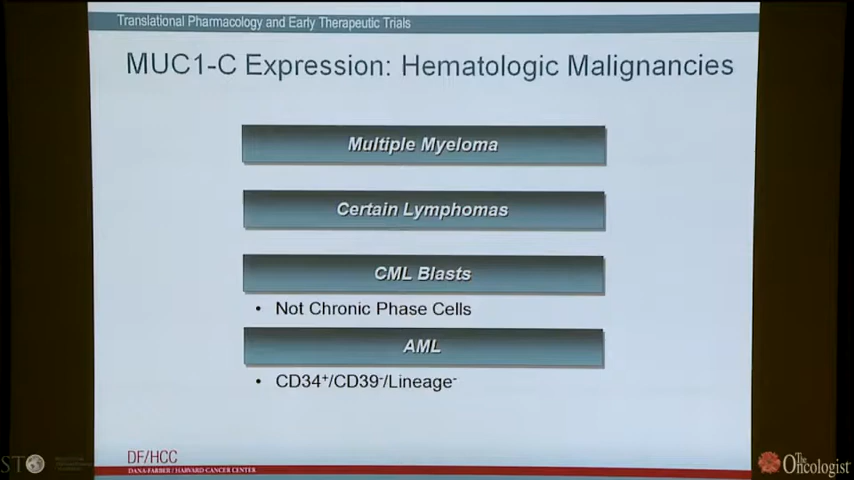 Translational Pharmacology and Early Therapeutic Trials
MUC1-C Expression: Hematologic Malignancies
Multiple Myeloma
Certain Lymphomas
CML Blasts
• Not Chronic Phase Cells
AML
• CD34⁺/CD39⁻/Lineage⁻
DF/HCC
DANA-FARBER / HARVARD CANCER CENTER
STO
The Oncologist